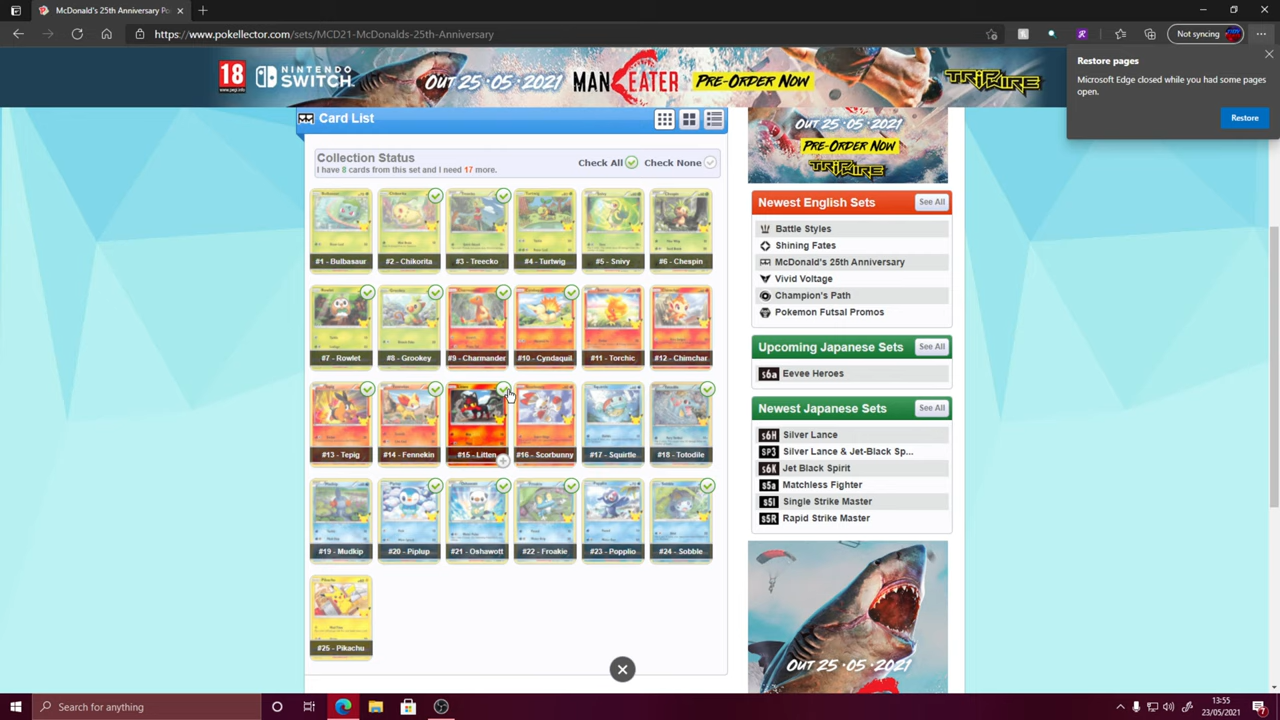 McDonald's 25th Anniversary Po
https://www.pokellector.com/sets/MCD21-McDonalds-25th-Anniversary
Not syncing
Restore pages
Microsoft Edge closed while you had some pages
open.
Restore
18
www.pegi.info
NINTENDO
SWITCH
OUT 25·05·2021
MANEATER
PRE-ORDER NOW
TRIPWIRE
Card List
Collection Status
I have 8 cards from this set and I need 17 more.
Check All
Check None
#1 - Bulbasaur
#2 - Chikorita
#3 - Treecko
#4 - Turtwig
#5 - Snivy
#6 - Chespin
#7 - Rowlet
#8 - Grookey
#9 - Charmander
#10 - Cyndaquil
#11 - Torchic
#12 - Chimchar
#13 - Tepig
#14 - Fennekin
#15 - Litten
#16 - Scorbunny
#17 - Squirtle
#18 - Totodile
#19 - Mudkip
#20 - Piplup
#21 - Oshawott
#22 - Froakie
#23 - Popplio
#24 - Sobble
Pikachu
#25 - Pikachu
OUT 25·05·2021
PRE-ORDER NOW
TRIPWIRE
Newest English Sets
See All
Battle Styles
Shining Fates
McDonald's 25th Anniversary
Vivid Voltage
Champion's Path
Pokemon Futsal Promos
Upcoming Japanese Sets
See All
s6a Eevee Heroes
Newest Japanese Sets
See All
s6H Silver Lance
SP3 Silver Lance & Jet-Black Sp...
s6K Jet Black Spirit
s5a Matchless Fighter
s5I Single Strike Master
s5R Rapid Strike Master
OUT 25·05·2021
Search for anything
13:55
23/05/2021